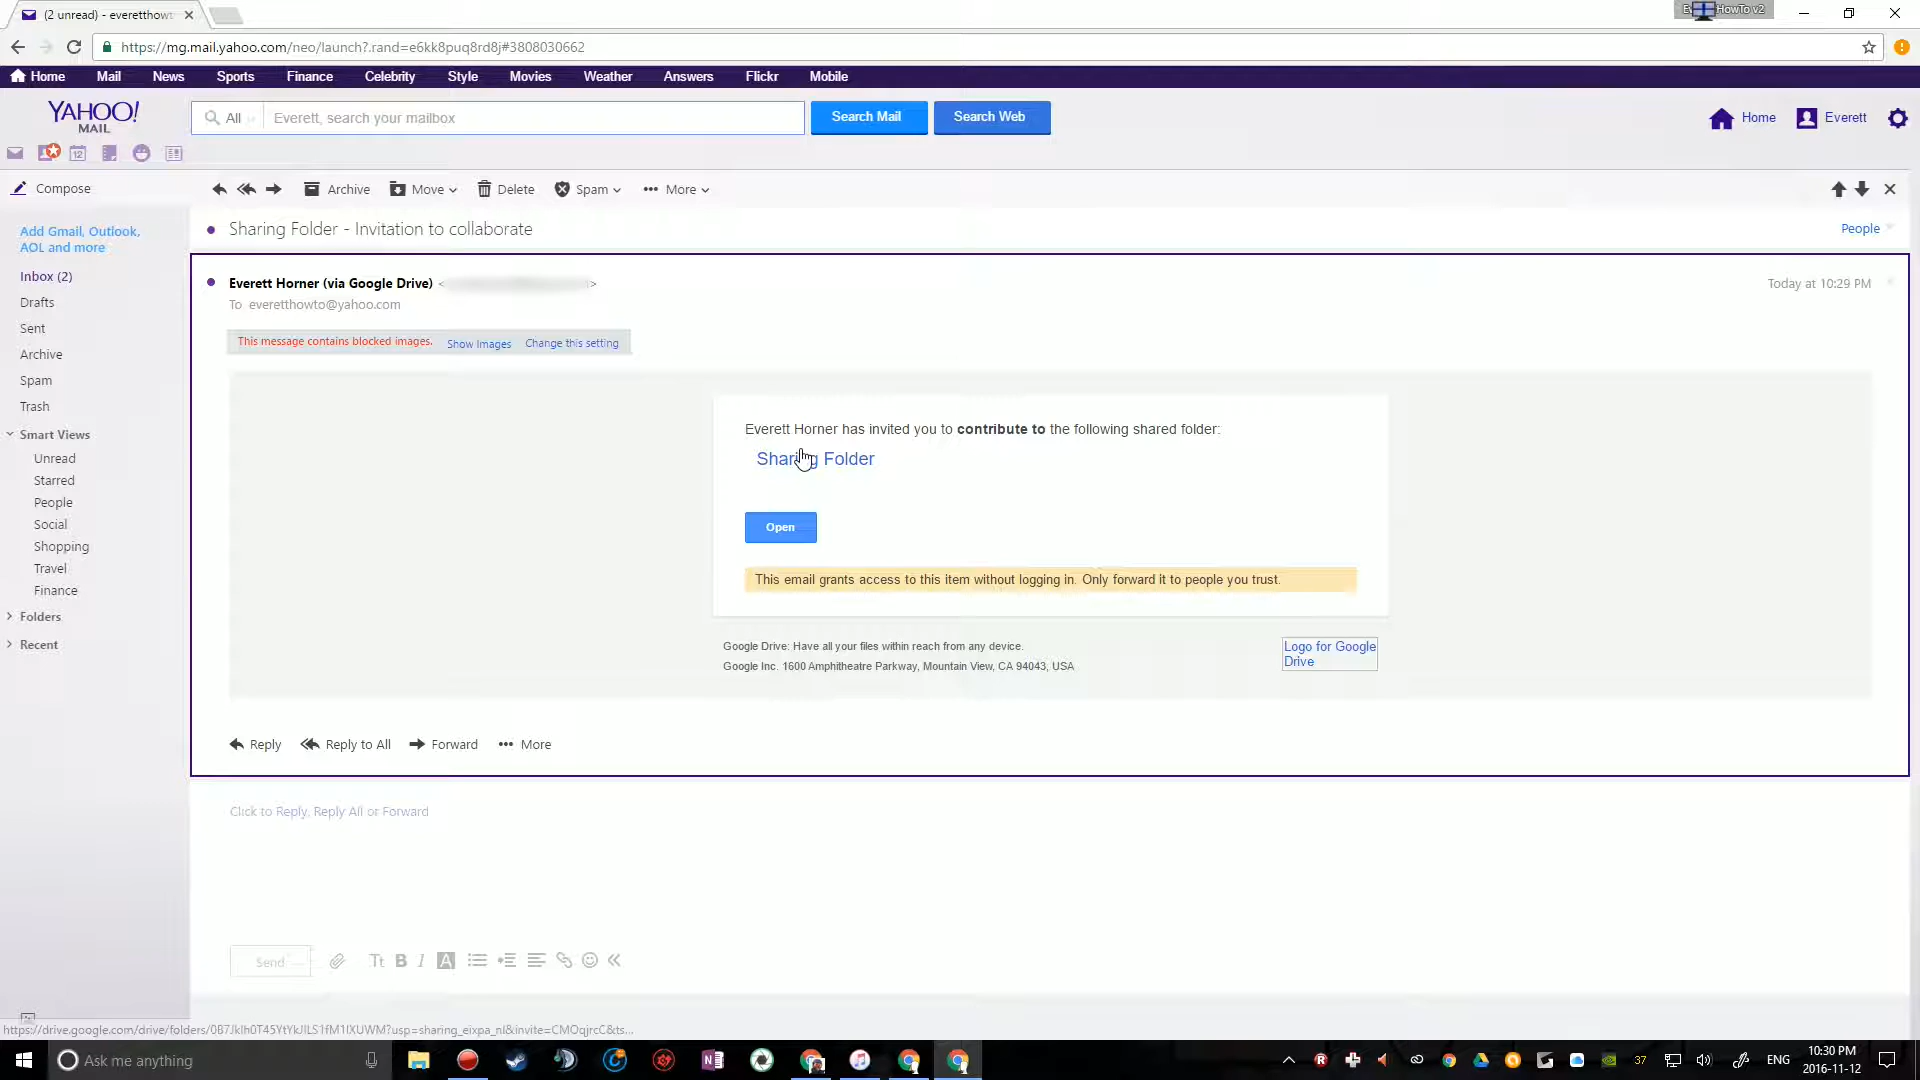 (2 unread) - everetthowt
HowTo v2
https://mg.mail.yahoo.com/neo/launch?.rand=e6kk8puq8rd8j#3808030662
Home Mail News Sports Finance Celebrity Style Movies Weather Answers Flickr Mobile
YAHOO!
MAIL
All Everett, search your mailbox Search Mail Search Web Home Everett
12
Compose Archive Move Delete Spam More
Sharing Folder - Invitation to collaborate People
Add Gmail, Outlook,
AOL and more
Inbox (2)
Drafts
Sent
Archive
Spam
Trash
Smart Views
Unread
Starred
People
Social
Shopping
Travel
Finance
Folders
Recent
Everett Horner (via Google Drive) < > Today at 10:29 PM
To everetthowto@yahoo.com
This message contains blocked images. Show Images Change this setting
Everett Horner has invited you to contribute to the following shared folder:
Sharing Folder
Open
This email grants access to this item without logging in. Only forward it to people you trust.
Google Drive: Have all your files within reach from any device.
Google Inc. 1600 Amphitheatre Parkway, Mountain View, CA 94043, USA
Logo for Google
Drive
Reply Reply to All Forward More
Click to Reply, Reply All or Forward
Send Tt B I A
Ask me anything
37 ENG
10:30 PM
2016-11-12